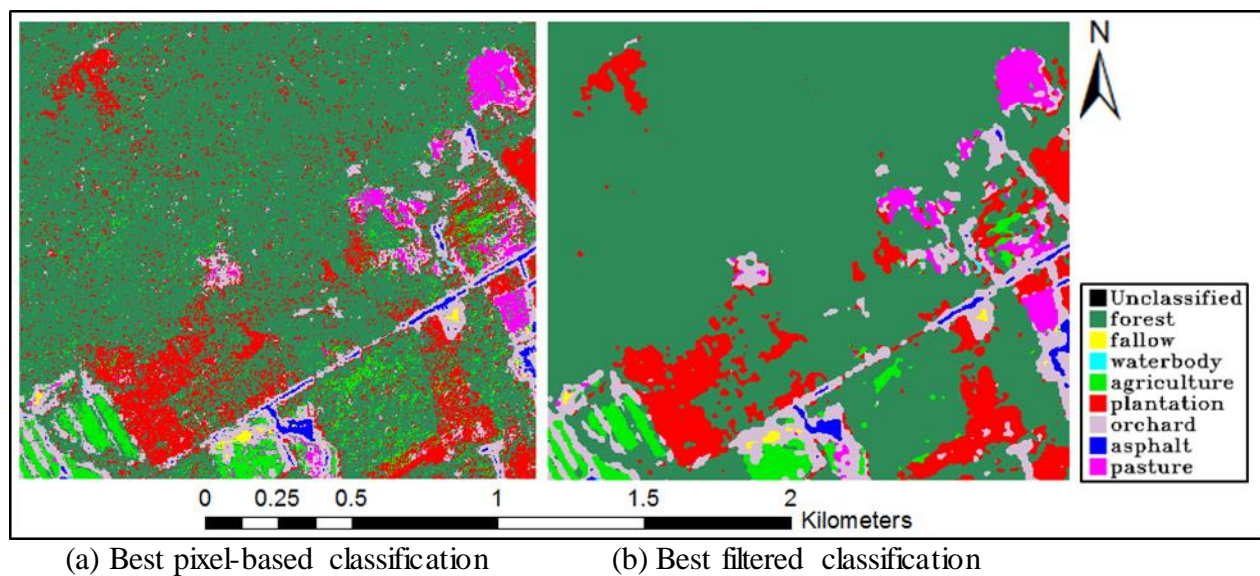 N
Unclassified
forest
fallow
waterbody
agriculture
plantation
orchard
asphalt
pasture
0 0.25 0.5 1 1.5 2
Kilometers
(a) Best pixel-based classification (b) Best filtered classification